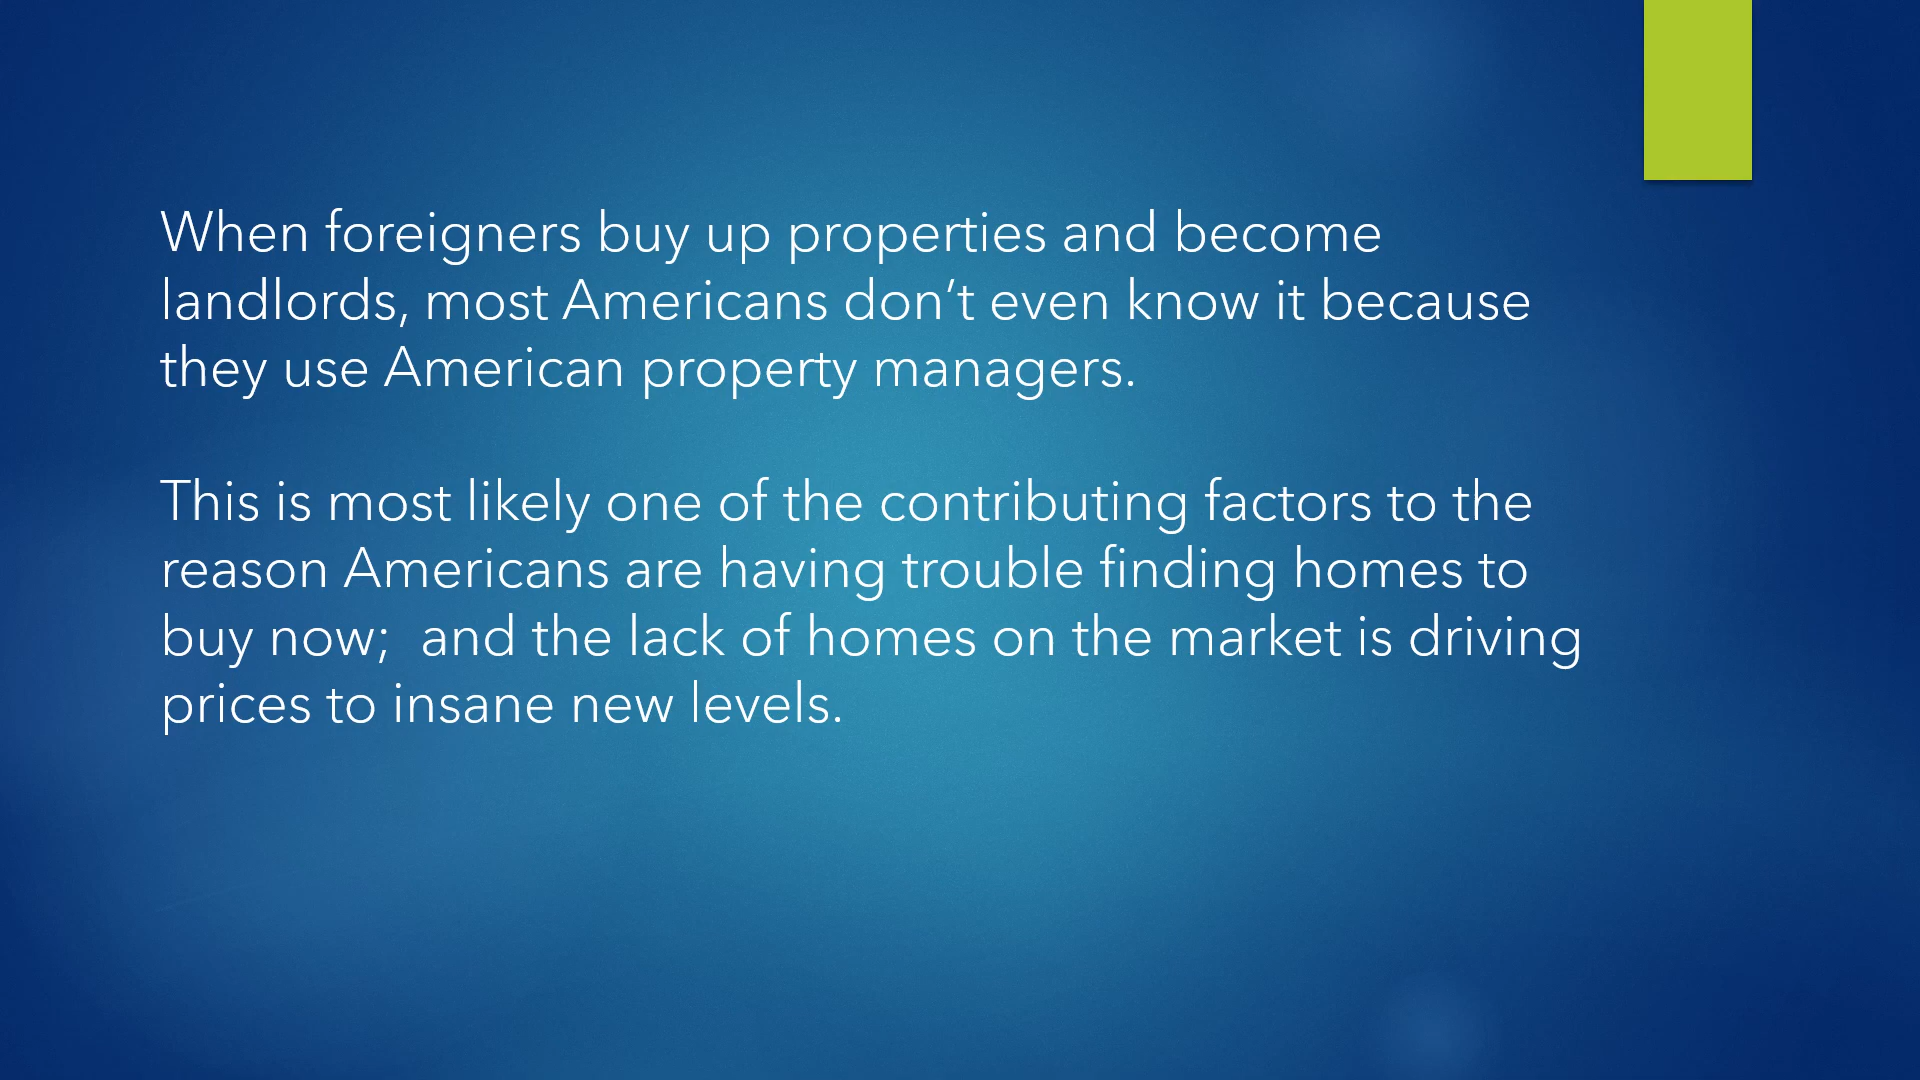 When foreigners buy up properties and become
landlords, most Americans don’t even know it because
they use American property managers.
This is most likely one of the contributing factors to the
reason Americans are having trouble finding homes to
buy now;  and the lack of homes on the market is driving
prices to insane new levels.